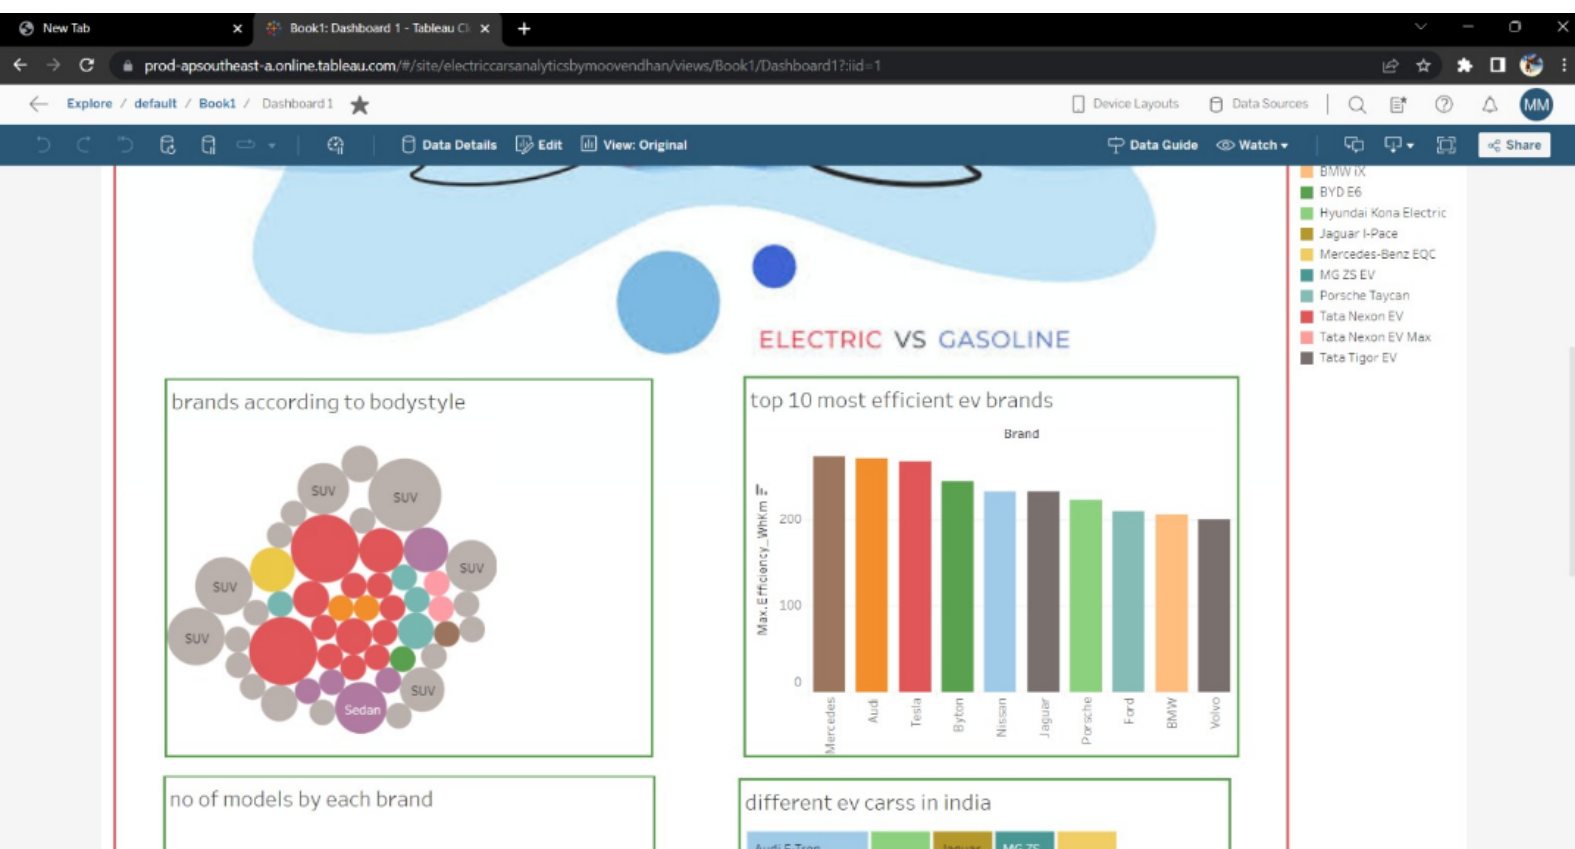 New Tab
Book1: Dashboard 1 - Tableau Cl
prod-apsoutheast-a.online.tableau.com/#/site/electriccarsanalyticsbymoovendhan/views/Book1/Dashboard1?:iid=1
Explore / default / Book1 / Dashboard 1
Device Layouts
Data Sources
MM
Data Details
Edit
View: Original
Data Guide
Watch
Share
BMW iX
BYD E6
Hyundai Kona Electric
Jaguar I-Pace
Mercedes-Benz EQC
MG ZS EV
Porsche Taycan
Tata Nexon EV
Tata Nexon EV Max
Tata Tigor EV
ELECTRIC VS GASOLINE
brands according to bodystyle
SUV
SUV
SUV
SUV
SUV
SUV
Sedan
top 10 most efficient ev brands
Brand
Max. Efficiency_WhKm
200
100
0
Mercedes
Audi
Tesla
Byton
Nissan
Jaguar
Porsche
Ford
BMW
Volvo
no of models by each brand
different ev carss in india
Audi E-Tron
Jaguar
MG ZS